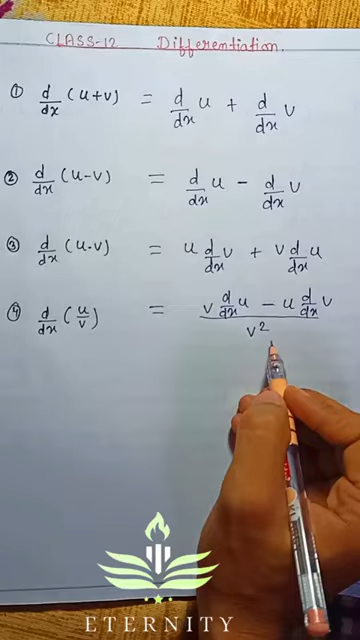 CLASS-12 Differentiation.
① d/dx (u+v) = d/dx u + d/dx v
② d/dx (u-v) = d/dx u - d/dx v
③ d/dx (u.v) = u d/dx v + v d/dx u
④ d/dx (u/v) = (v d/dx u - u d/dx v) / v²
ETERNITY